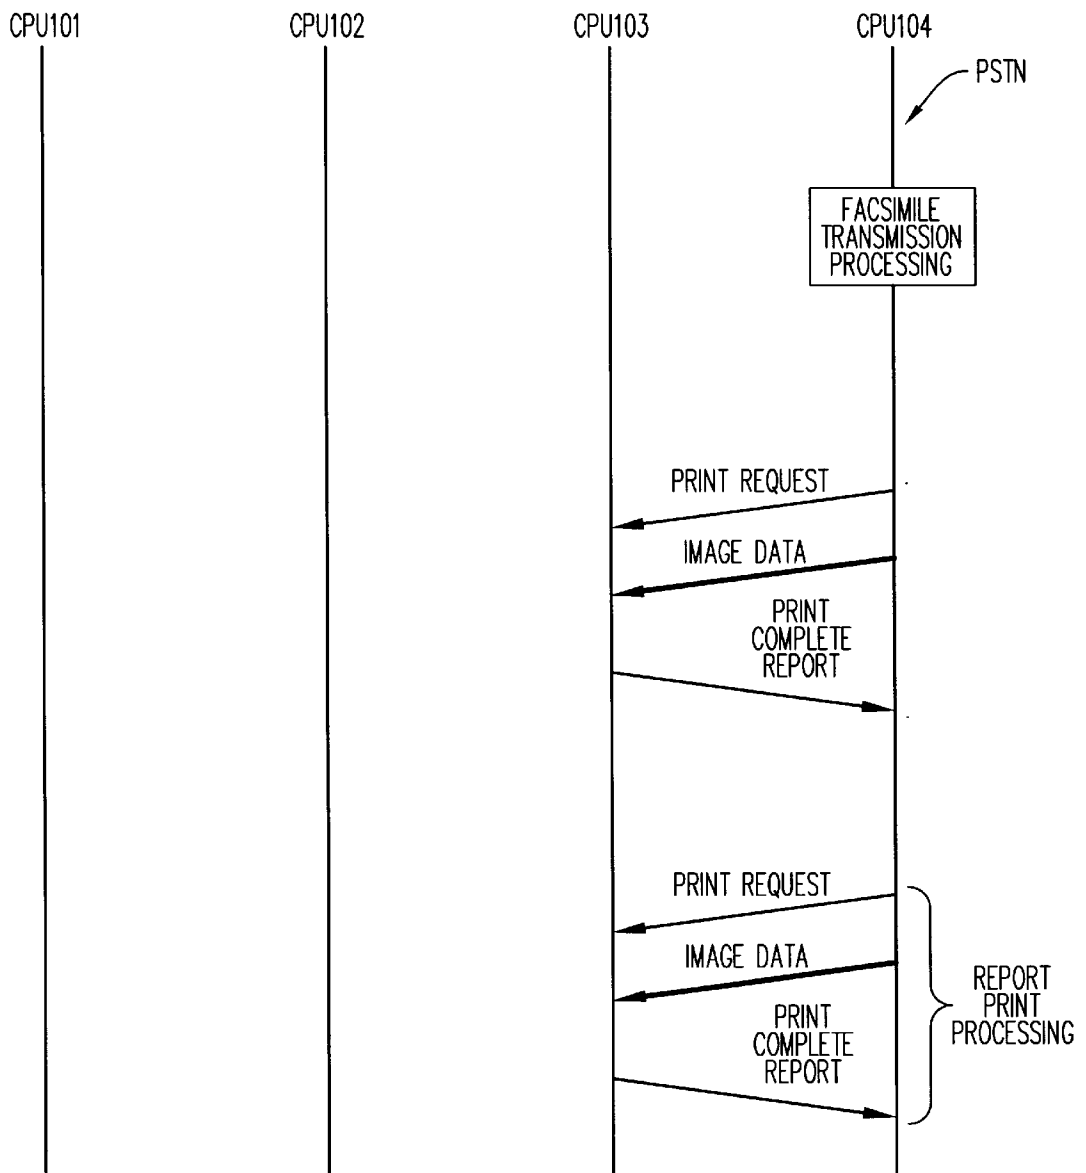 CPU101 CPU102 CPU103 CPU104
PSTN
FACSIMILE
TRANSMISSION
PROCESSING
PRINT REQUEST
IMAGE DATA
PRINT
COMPLETE
REPORT
PRINT REQUEST
IMAGE DATA
PRINT
COMPLETE
REPORT
REPORT
PRINT
PROCESSING